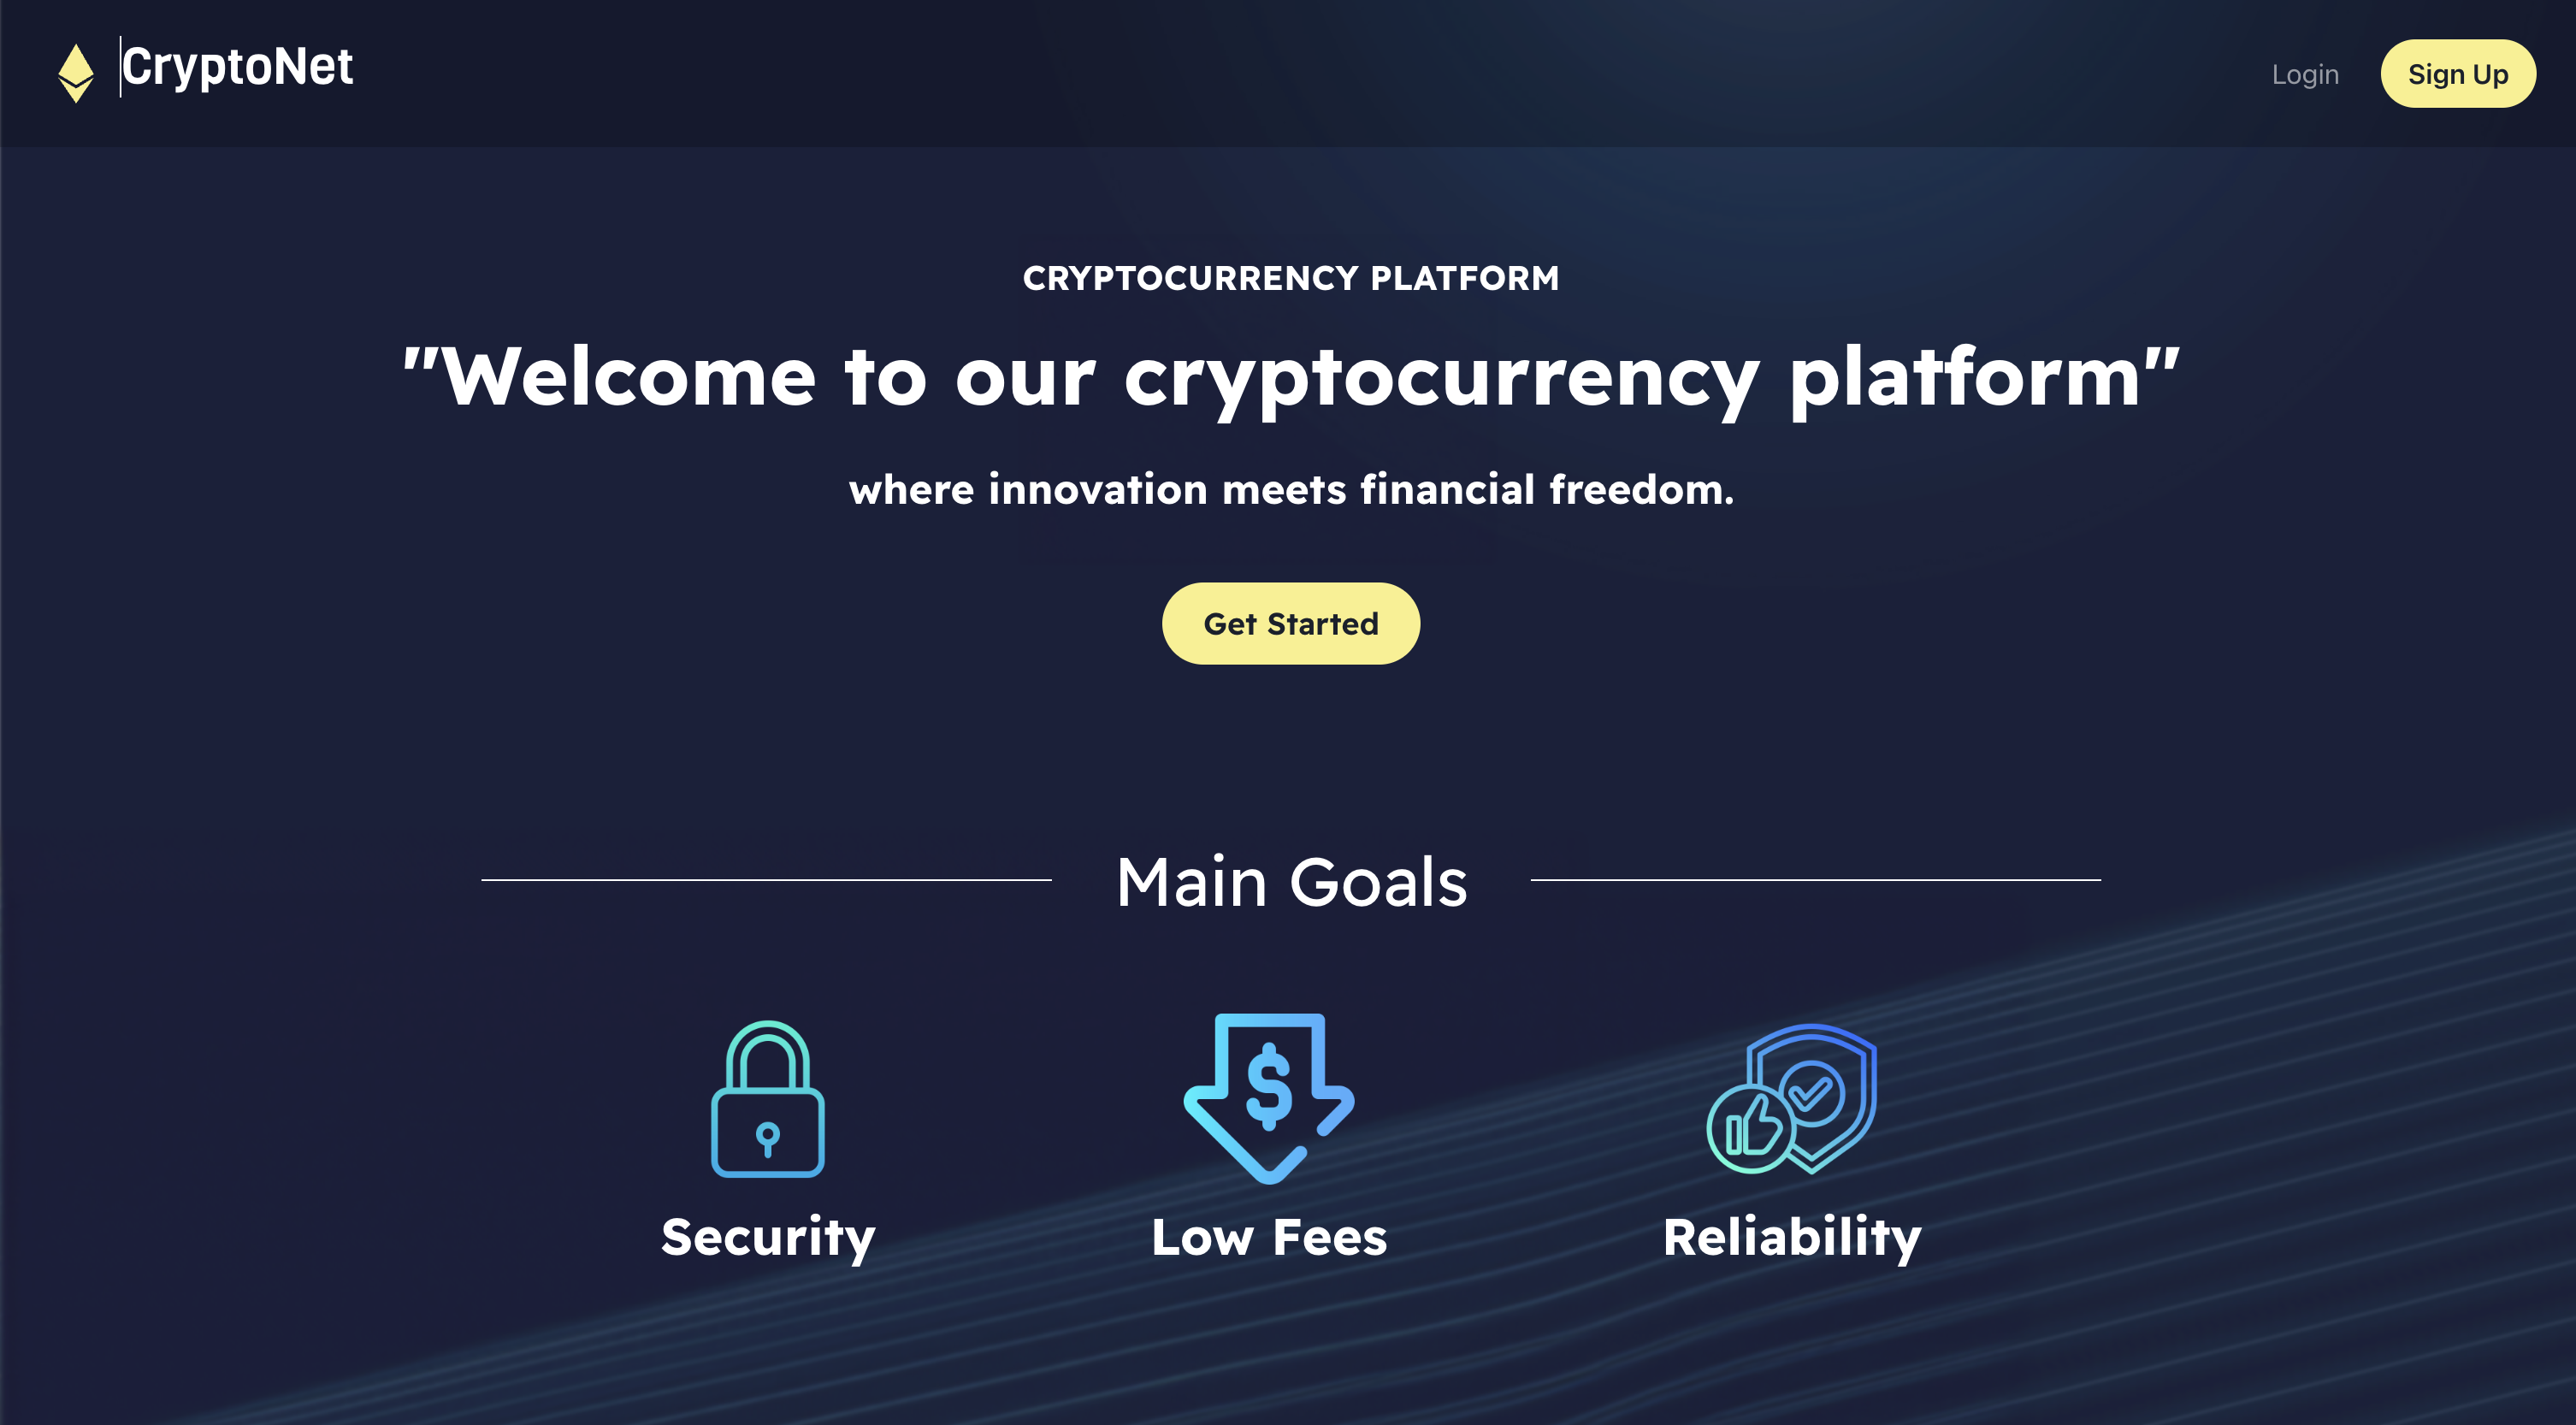 CryptoNet
Login
Sign Up
CRYPTOCURRENCY PLATFORM
"Welcome to our cryptocurrency platform"
where innovation meets financial freedom.
Get Started
Main Goals
$
Security
Low Fees
Reliability